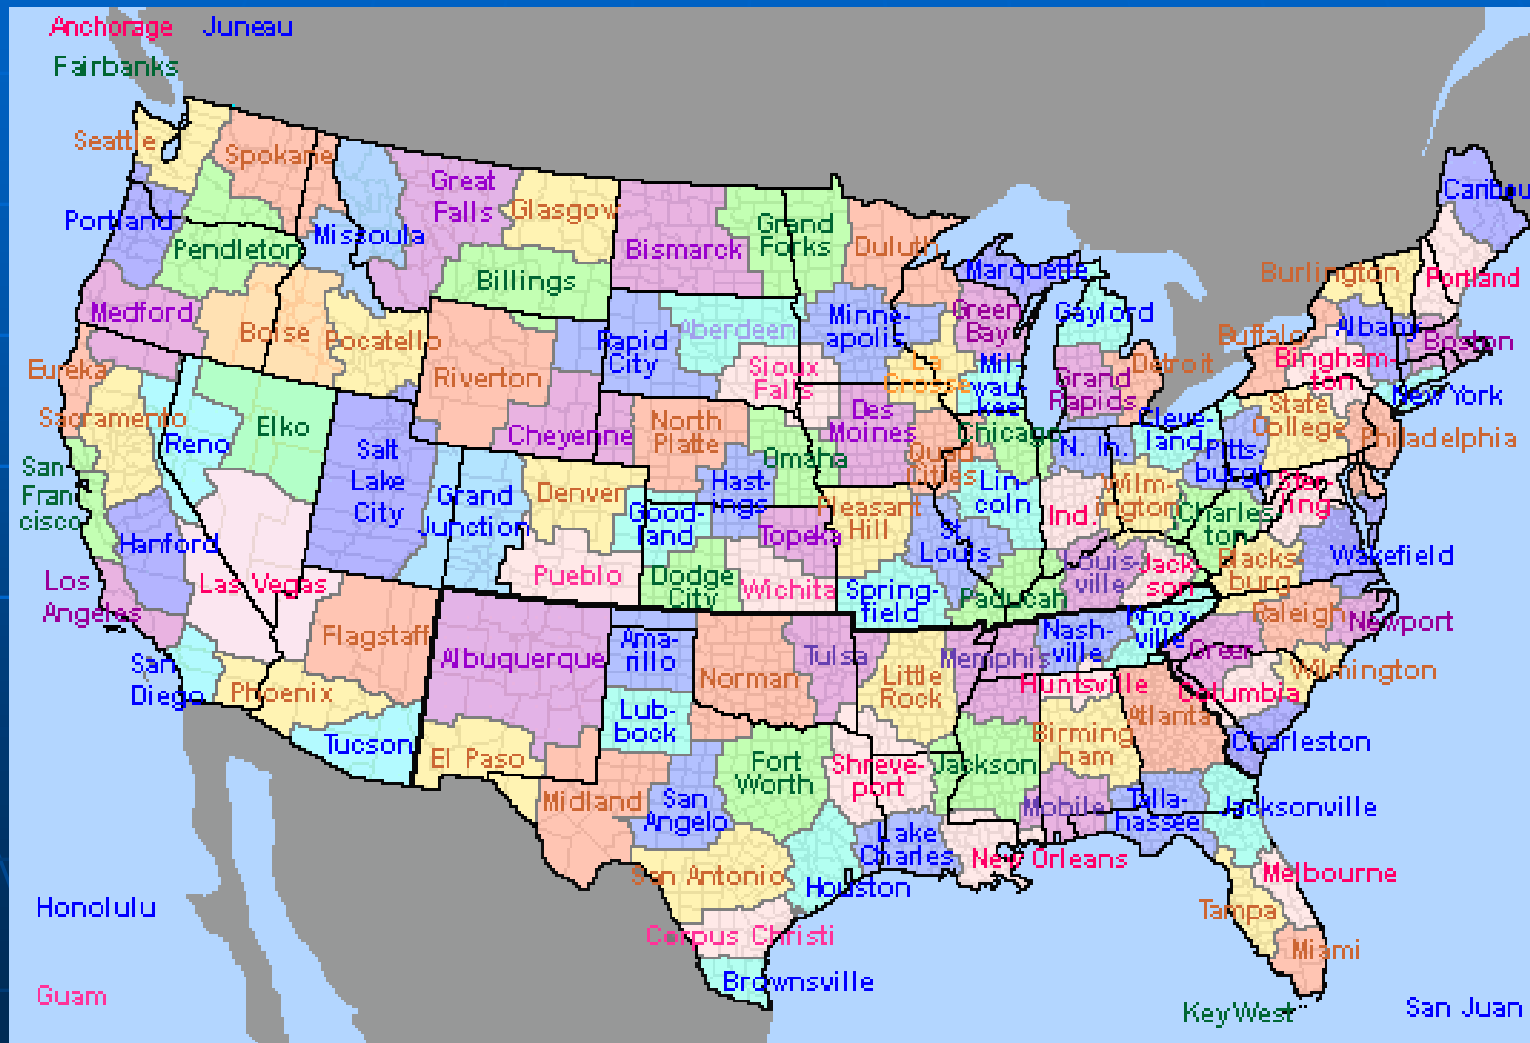 Anchorage
Juneau
Fairbanks
Seattle
Spokane
Great
Falls
Glasgow
Portland
Missoula
Pendleton
Billings
Bismarck
Grand
Forks
Duluth
Marquette
Caribou
Burlington
Portland
Medford
Boise
Pocatello
Rapid
City
Aberdeen
Minne-
apolis
Green
Bay
Gaylord
Buffalo
Albany
Boston
Eureka
Riverton
Sioux
Falls
La
Crosse
Mil-
wau-
kee
Grand
Rapids
Detroit
Bingham-
ton
New York
Sacramento
Reno
Elko
Salt
Lake
City
Cheyenne
North
Platte
Omaha
Des
Moines
Quad
Cities
Chicago
N. In.
Cleve-
land
Pitts-
burgh
State
College
Philadelphia
San
Fran
cisco
Grand
Junction
Denver
Hast-
ings
Good-
land
Topeka
Pleasant
Hill
Lin-
coln
St.
Louis
Ind.
Wilm-
ington
Charles
ton
Ster-
ling
Hanford
Las Vegas
Los
Angeles
Pueblo
Dodge
City
Wichita
Spring-
field
Paducah
Louis-
ville
Jack
son
Blacks
burg
Wakefield
San
Diego
Flagstaff
Phoenix
Tucson
Albuquerque
El Paso
Ama-
rillo
Lub-
bock
Norman
Tulsa
Little
Rock
Memphis
Nash-
ville
Knox
ville
Raleigh
Newport
Greer
Wilmington
Columbia
Huntsville
Birming
ham
Atlanta
Charleston
Midland
San
Angelo
Fort
Worth
Shreve-
port
Jackson
Mobile
Talla-
hassee
Jacksonville
San Antonio
Houston
Lake
Charles
New Orleans
Melbourne
Tampa
Miami
Corpus Christi
Brownsville
Honolulu
Guam
Key West
San Juan